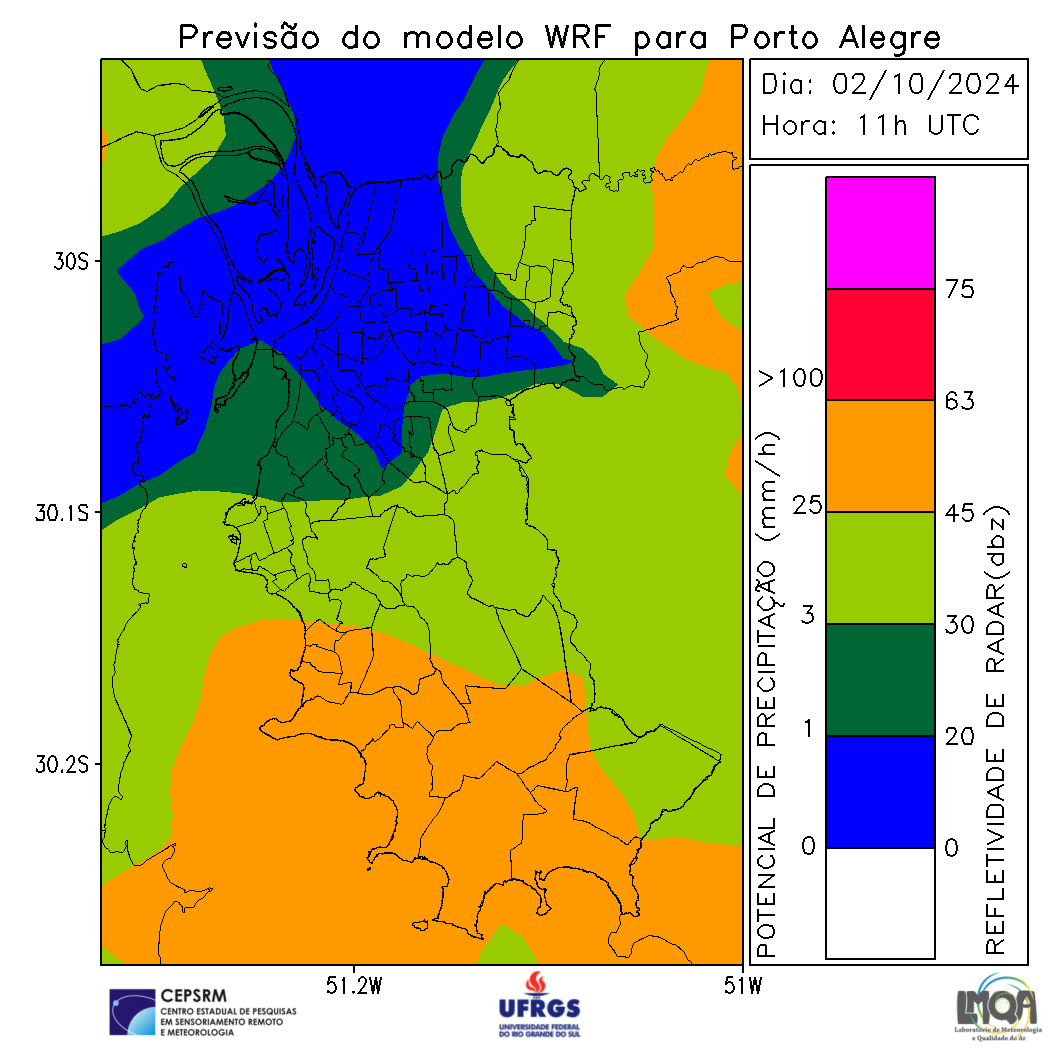 Previsão do modelo WRF para Porto Alegre
Dia: 02/10/2024
Hora: 11h UTC
30S
30.1S
30.2S
51.2W
51W
POTENCIAL DE PRECIPITAÇÃO (mm/h)
>100
25
3
1
0
75
63
45
30
20
0
REFLETIVIDADE DE RADAR(dbz)
CEPSRM
CENTRO ESTADUAL DE PESQUISAS
EM SENSORIAMENTO REMOTO
E METEOROLOGIA
UFRGS
UNIVERSIDADE FEDERAL
DO RIO GRANDE DO SUL
LMQA
Laboratório de Meteorologia
e Qualidade do Ar